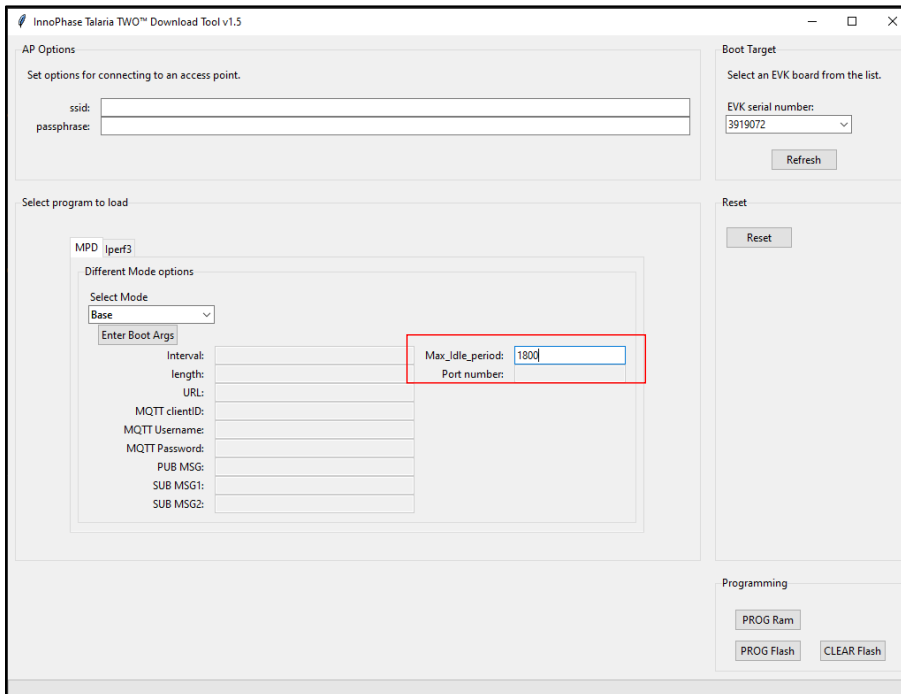 InnoPhase Talaria TWO™ Download Tool v1.5
AP Options
Set options for connecting to an access point.
ssid:
passphrase:
Boot Target
Select an EVK board from the list.
EVK serial number:
3919072
Refresh
Select program to load
MPD Iperf3
Different Mode options
Select Mode
Base
Enter Boot Args
Interval:
length:
URL:
MQTT clientID:
MQTT Username:
MQTT Password:
PUB MSG:
SUB MSG1:
SUB MSG2:
Max_Idle_period: 1800
Port number:
Reset
Reset
Programming
PROG Ram
PROG Flash CLEAR Flash